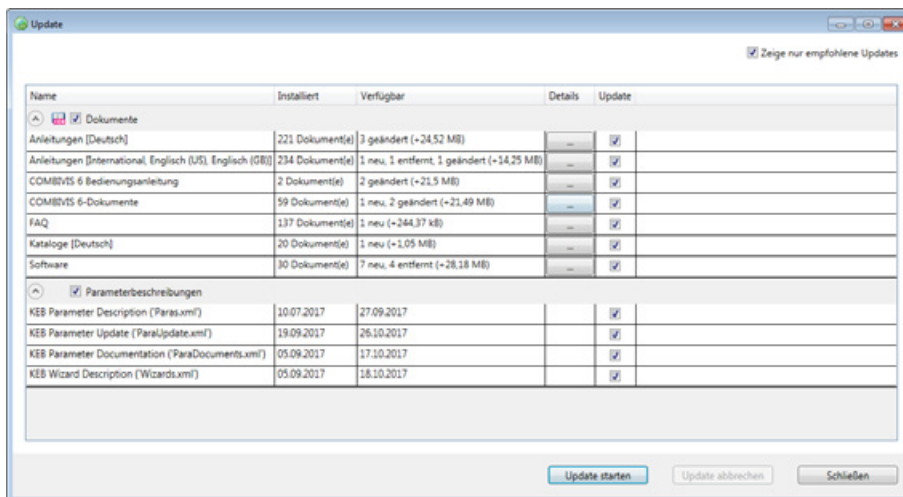 Update
Zeige nur empfohlene Updates
Name Installiert Verfügbar Details Update
Dokumente
Anleitungen [Deutsch] 221 Dokument(e) 3 geändert (+24,52 MB) ...
Anleitungen [International, Englisch (US), Englisch (GB)] 234 Dokument(e) 1 neu, 1 entfernt, 1 geändert (+14,25 MB) ...
COMBIVIS 6 Bedienungsanleitung 2 Dokument(e) 2 geändert (+21,5 MB) ...
COMBIVIS 6-Dokumente 59 Dokument(e) 1 neu, 2 geändert (+21,49 MB) ...
FAQ 137 Dokument(e) 1 neu (+244,37 kB) ...
Kataloge [Deutsch] 20 Dokument(e) 1 neu (+1,05 MB) ...
Software 30 Dokument(e) 7 neu, 4 entfernt (+28,18 MB) ...
Parameterbeschreibungen
KEB Parameter Description ('Paras.xml') 10.07.2017 27.09.2017
KEB Parameter Update ('ParaUpdate.xml') 19.09.2017 26.10.2017
KEB Parameter Documentation ('ParaDocuments.xml') 05.09.2017 17.10.2017
KEB Wizard Description ('Wizards.xml') 05.09.2017 18.10.2017
Update starten Update abbrechen Schließen